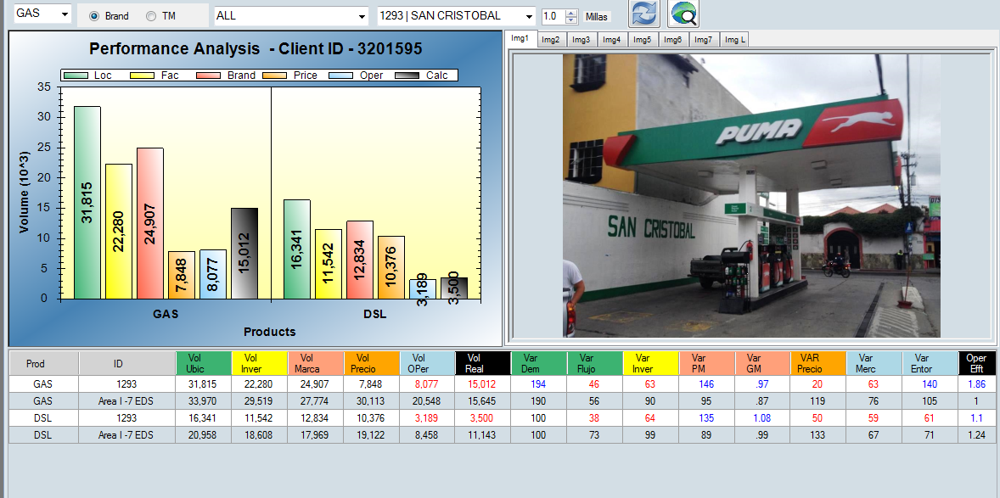 GAS Brand TM ALL 1293 | SAN CRISTOBAL 1.0 Millas
Performance Analysis - Client ID - 3201595
Loc Fac Brand Price Oper Calc
Volume (10^3)
35
30
25
20
15
10
5
0
31,815
22,280
24,907
7,848
8,077
15,012
16,341
11,542
12,834
10,376
3,189
3,500
GAS DSL
Products
Img1 Img2 Img3 Img4 Img5 Img6 Img7 Img L
PUMA
SAN CRISTOBAL
Prod ID Vol Ubic Vol Inver Vol Marca Vol Precio Vol OPer Vol Real Var Dem Var Flujo Var Inver Var PM Var GM VAR Precio Var Merc Var Entor Oper Efft
GAS 1293 31,815 22,280 24,907 7,848 8,077 15,012 194 46 63 146 .97 20 63 140 1.86
GAS Area I -7 EDS 33,970 29,519 27,774 30,113 20,548 15,645 190 56 90 95 .87 119 76 105 1
DSL 1293 16,341 11,542 12,834 10,376 3,189 3,500 100 38 64 135 1.08 50 59 61 1.1
DSL Area I -7 EDS 20,958 18,608 17,969 19,122 8,458 11,143 100 73 99 89 .99 133 67 71 1.24